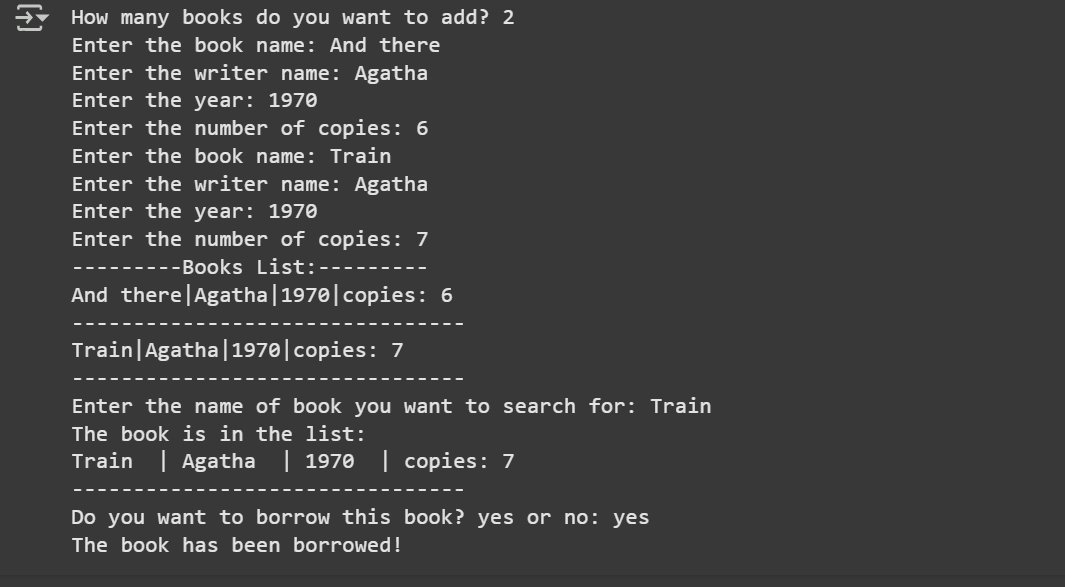 How many books do you want to add? 2
Enter the book name: And there
Enter the writer name: Agatha
Enter the year: 1970
Enter the number of copies: 6
Enter the book name: Train
Enter the writer name: Agatha
Enter the year: 1970
Enter the number of copies: 7
---------Books List:---------
And there|Agatha|1970|copies: 6
--------------------------------
Train|Agatha|1970|copies: 7
--------------------------------
Enter the name of book you want to search for: Train
The book is in the list:
Train  | Agatha  | 1970  | copies: 7
--------------------------------
Do you want to borrow this book? yes or no: yes
The book has been borrowed!